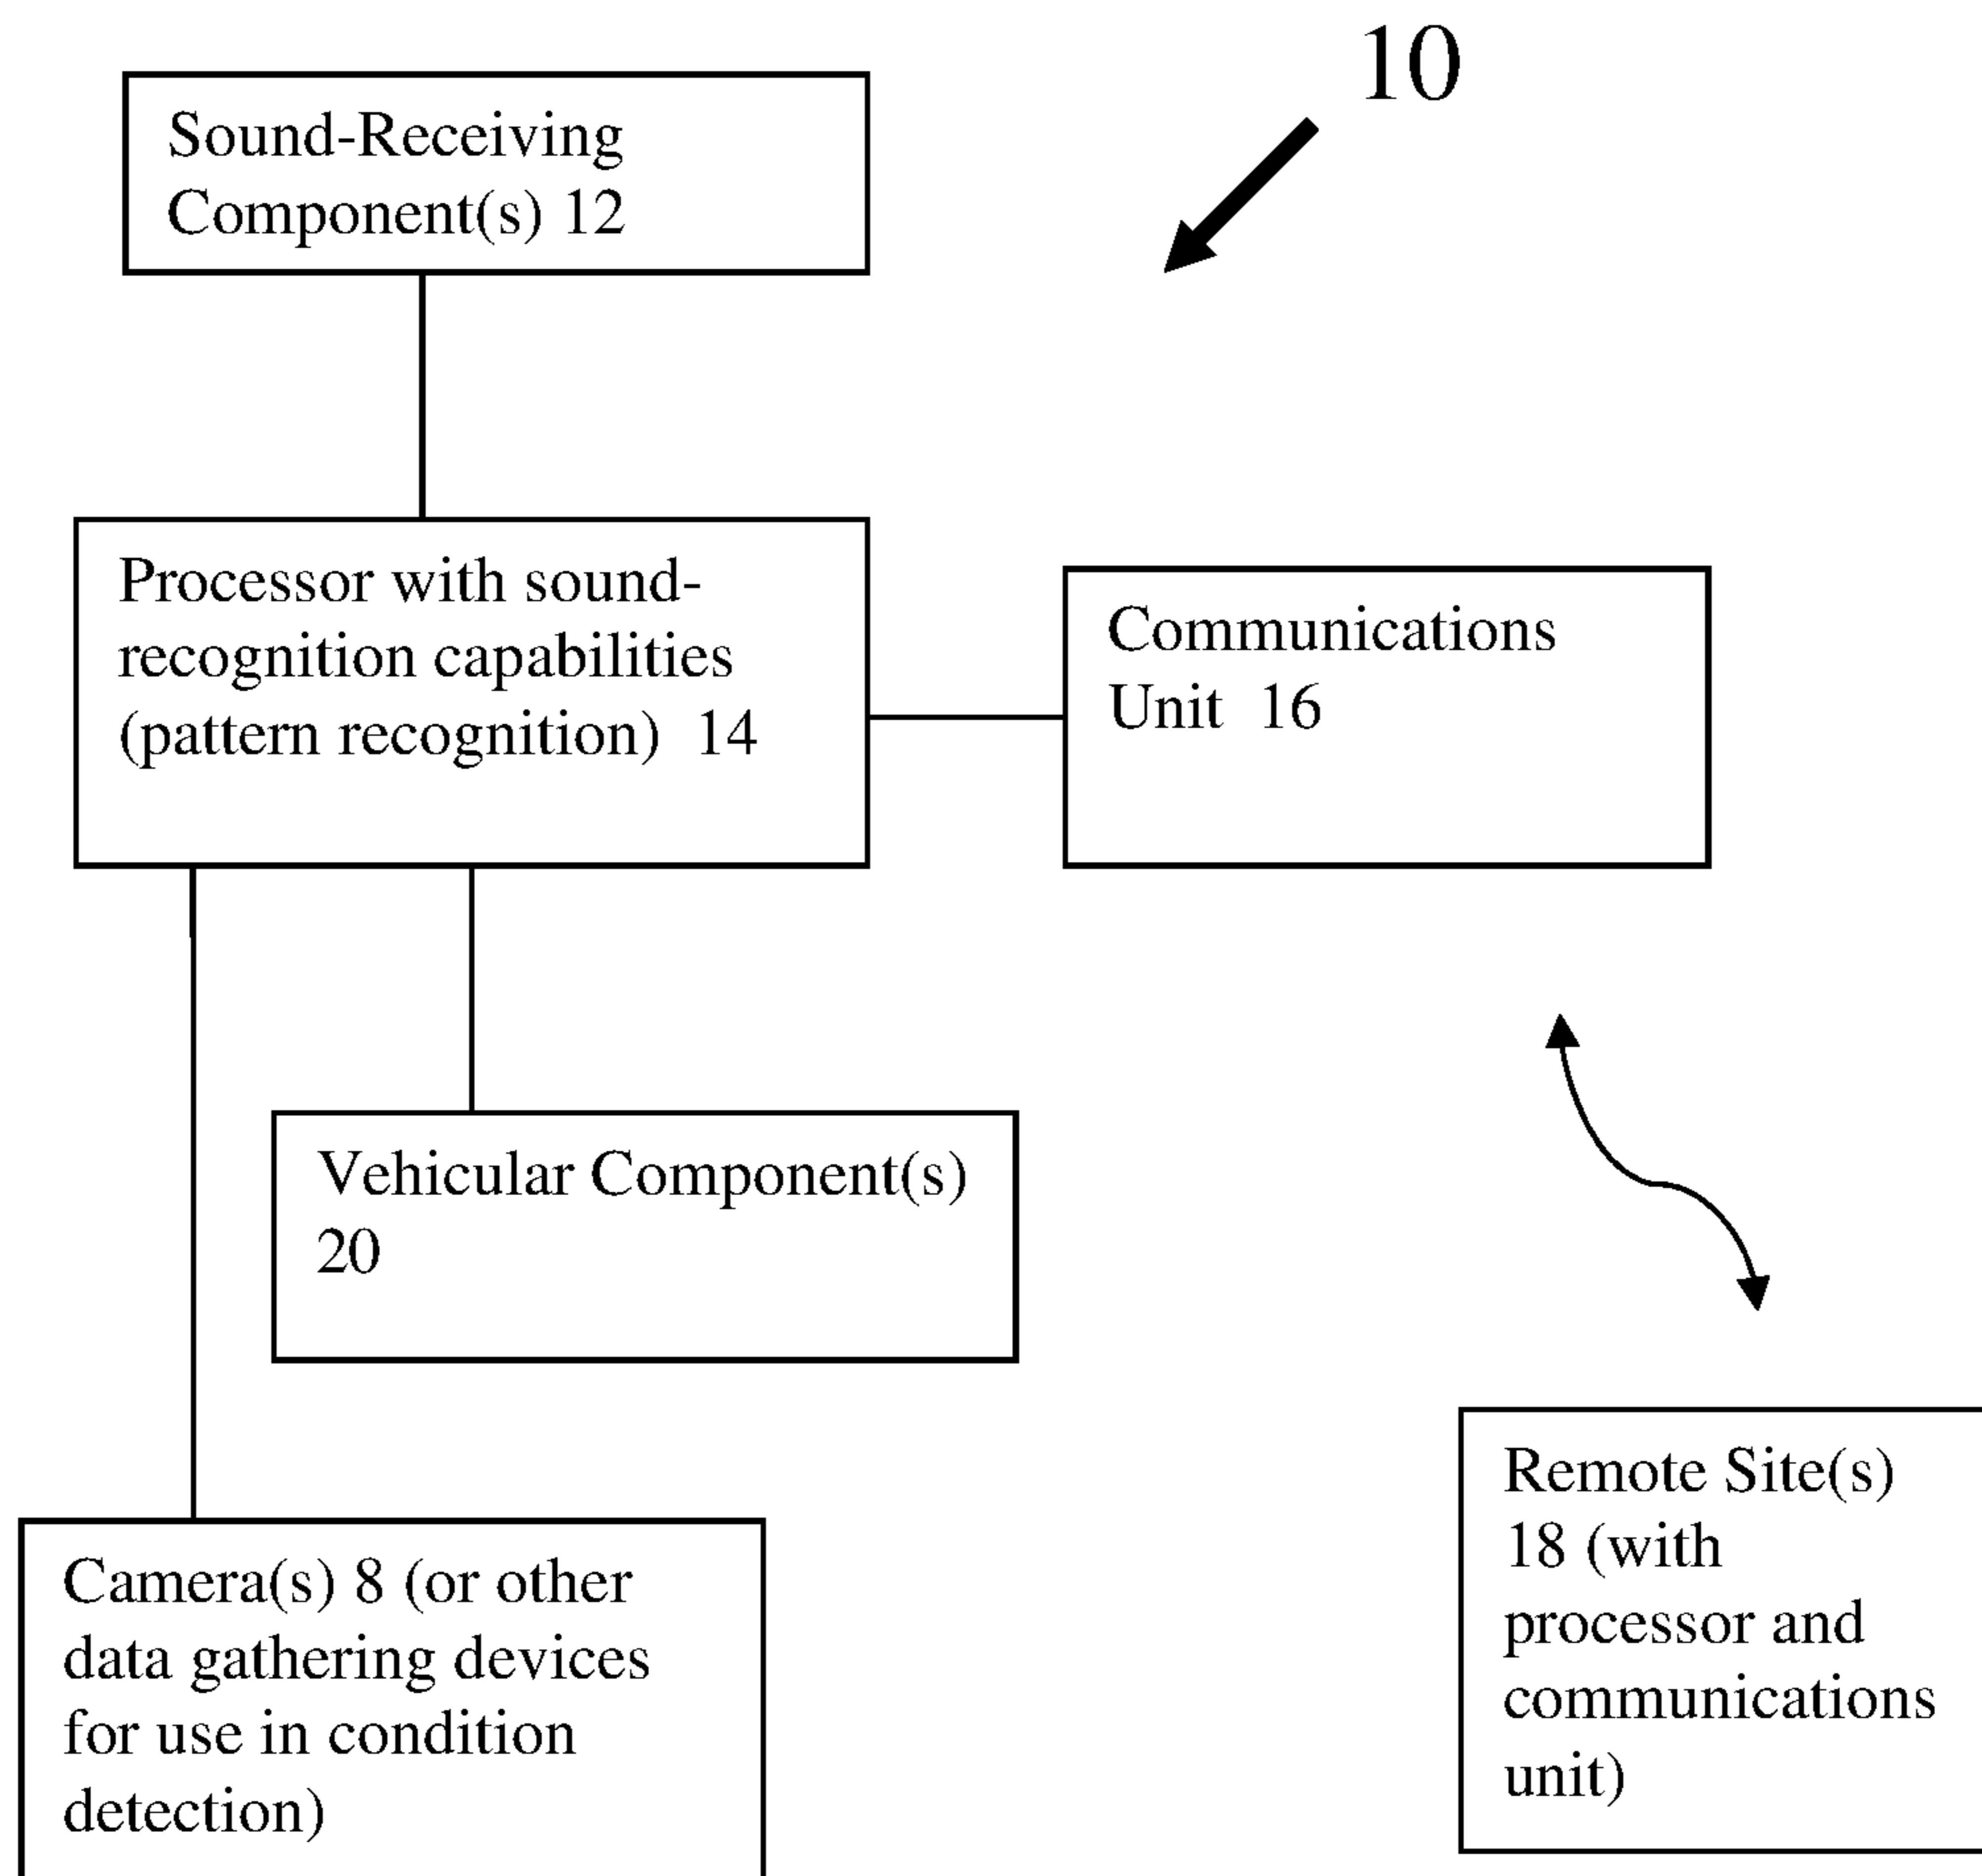 10
Sound-Receiving
Component(s) 12
Processor with sound-
recognition capabilities
(pattern recognition) 14
Communications
Unit 16
Vehicular Component(s)
20
Remote Site(s)
18 (with
processor and
communications
unit)
Camera(s) 8 (or other
data gathering devices
for use in condition
detection)